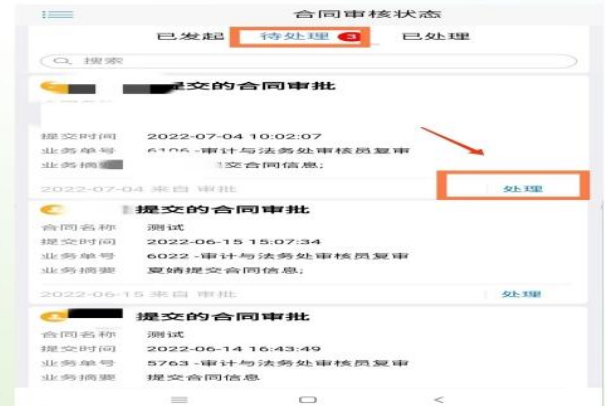 合同审核状态
已发起 待处理 3 已处理
搜索
提交的合同审批
提交时间 2022-07-04 10:02:07
业务单号 6106 -审计与法务处审核员复审
业务摘要 交合同信息;
2022-07-04 来自 审批 处理
提交的合同审批
合同名称 测试
提交时间 2022-06-15 15:07:34
业务单号 6022 -审计与法务处审核员复审
业务摘要 夏婧提交合同信息;
2022-06-15 来自 审批 处理
提交的合同审批
合同名称 测试
提交时间 2022-06-14 16:43:49
业务单号 5763 -审计与法务处审核员复审
业务摘要 提交合同信息